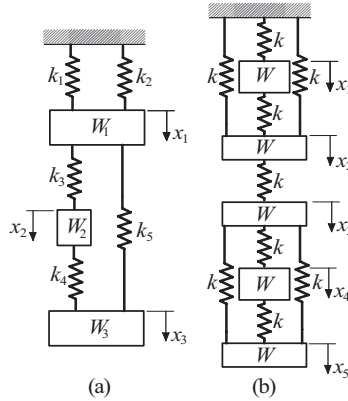 k₁ k₂
W₁ x₁
k₃
x₂ W₂ k₅
k₄
W₃ x₃
(a)
k
k W k x
k
W x
k
W x
k
k W k x₄
k
W x₅
(b)